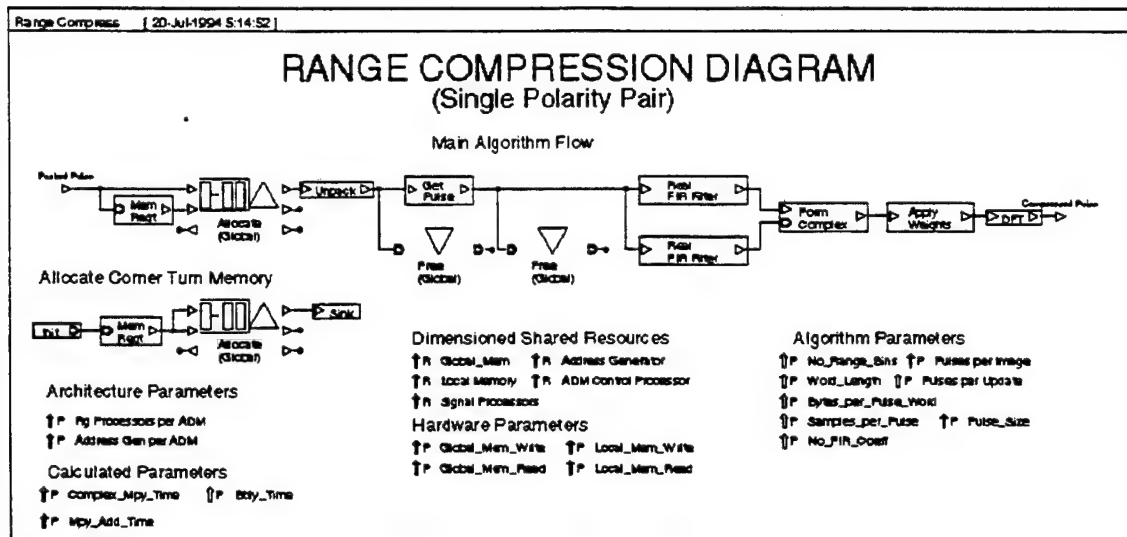 Range Compress [ 20-Jul-1994 5:14:52 ]
RANGE COMPRESSION DIAGRAM
(Single Polarity Pair)
Main Algorithm Flow
Packed Pulse
Mem Reqt
Allocate (Global)
Unpack
Get Pulse
Free (Global)
Free (Global)
Real FIR Filter
Real FIR Filter
Form Complex
Apply Weights
DFT
Compressed Pulse
Allocate Corner Turn Memory
Init
Mem Reqt
Allocate (Global)
Sink
Architecture Parameters
P Rg Processors per ADM
P Address Gen per ADM
Calculated Parameters
P Complex_Mpy_Time P Btfy_Time
P Mpy_Add_Time
Dimensioned Shared Resources
R Global_Mem R Address Generator
R Local Memory R ADM Control Processor
R Signal Processors
Hardware Parameters
P Global_Mem_Write P Local_Mem_Write
P Global_Mem_Read P Local_Mem_Read
Algorithm Parameters
P No_Range_Bins P Pulses per Image
P Word_Length P Pulses per Update
P Bytes_per_Pulse_Word
P Samples_per_Pulse P Pulse_Size
P No_FIR_Coeff